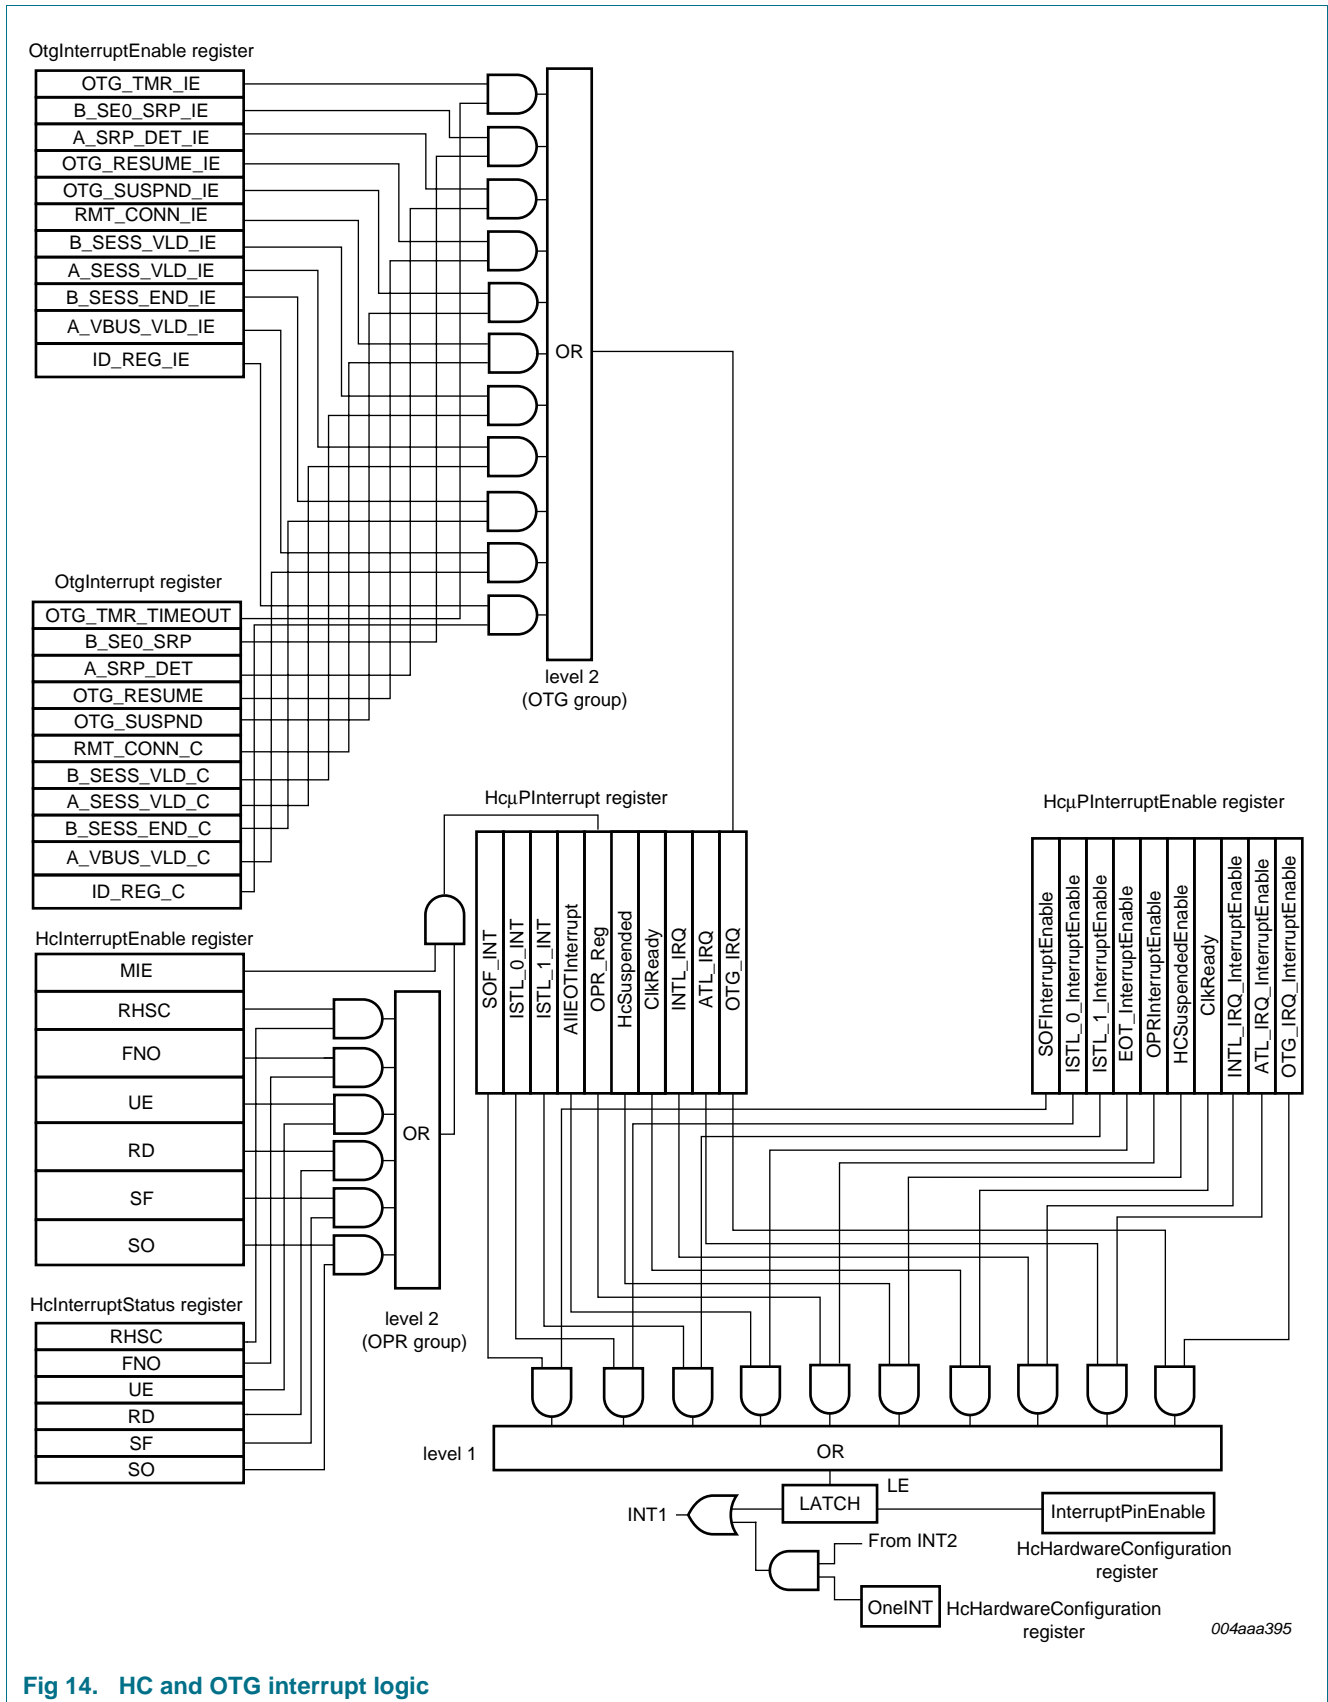 OtgInterruptEnable register
OTG_TMR_IE
B_SE0_SRP_IE
A_SRP_DET_IE
OTG_RESUME_IE
OTG_SUSPND_IE
RMT_CONN_IE
B_SESS_VLD_IE
A_SESS_VLD_IE
B_SESS_END_IE
A_VBUS_VLD_IE
ID_REG_IE
OR
level 2
(OTG group)
OtgInterrupt register
OTG_TMR_TIMEOUT
B_SE0_SRP
A_SRP_DET
OTG_RESUME
OTG_SUSPND
RMT_CONN_C
B_SESS_VLD_C
A_SESS_VLD_C
B_SESS_END_C
A_VBUS_VLD_C
ID_REG_C
HcInterruptEnable register
MIE
RHSC
FNO
UE
RD
SF
SO
OR
level 2
(OPR group)
HcInterruptStatus register
RHSC
FNO
UE
RD
SF
SO
HcμPInterrupt register
SOF_INT
ISTL_0_INT
ISTL_1_INT
AllEOTInterrupt
OPR_Reg
HcSuspended
ClkReady
INTL_IRQ
ATL_IRQ
OTG_IRQ
HcμPInterruptEnable register
SOFInterruptEnable
ISTL_0_InterruptEnable
ISTL_1_InterruptEnable
EOT_InterruptEnable
OPRInterruptEnable
HCSuspendedEnable
ClkReady
INTL_IRQ_InterruptEnable
ATL_IRQ_InterruptEnable
OTG_IRQ_InterruptEnable
level 1
OR
LE
LATCH
INT1
InterruptPinEnable
HcHardwareConfiguration
register
From INT2
OneINT
HcHardwareConfiguration
register
004aaa395
Fig 14. HC and OTG interrupt logic